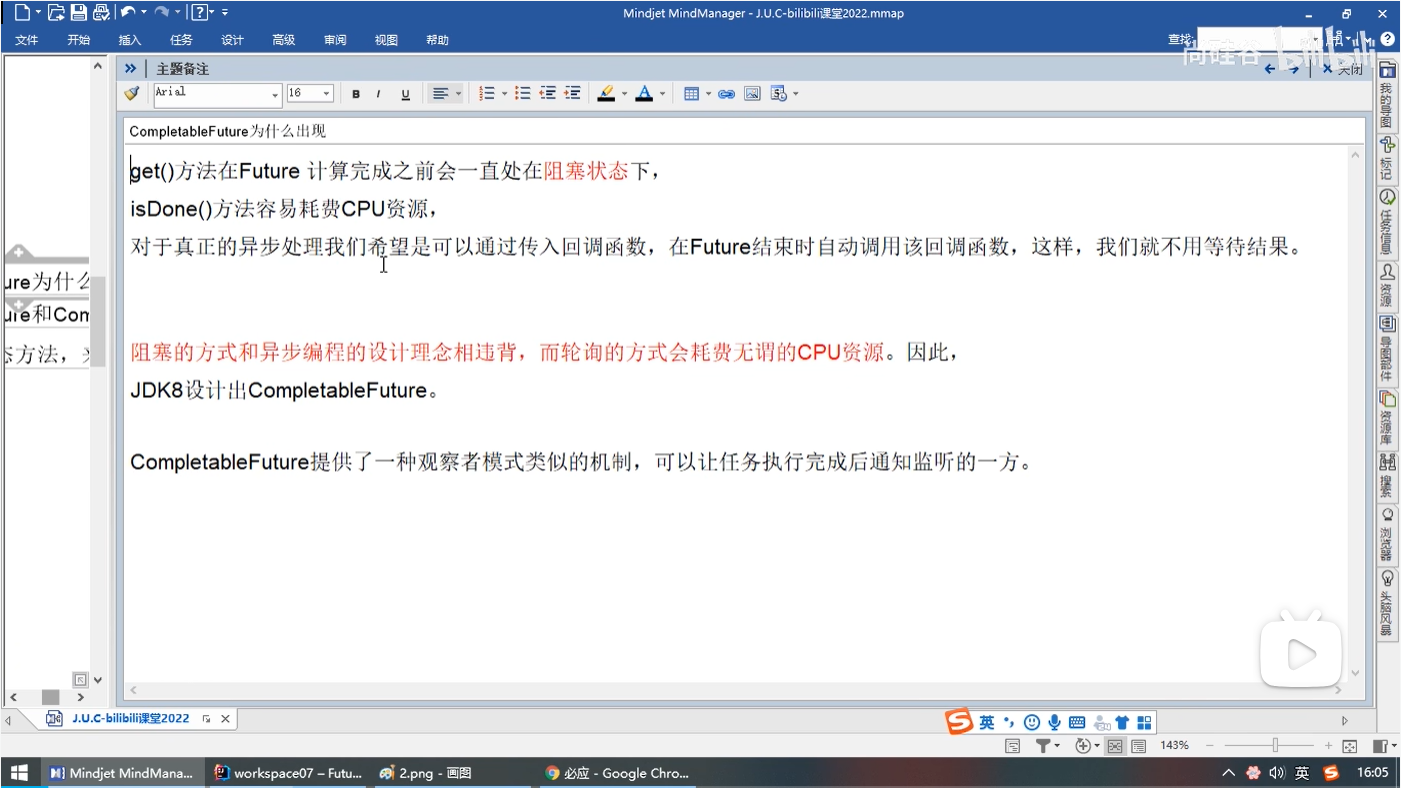 Mindjet MindManager - J.U.C-bilibili课堂2022.mmap
文件 开始 插入 任务 设计 高级 审阅 视图 帮助
查找:
尚硅谷 bilibili
主题备注
关闭
Arial 16 B I U
CompletableFuture为什么出现
get()方法在Future 计算完成之前会一直处在阻塞状态下，
isDone()方法容易耗费CPU资源，
对于真正的异步处理我们希望是可以通过传入回调函数，在Future结束时自动调用该回调函数，这样，我们就不用等待结果。
阻塞的方式和异步编程的设计理念相违背，而轮询的方式会耗费无谓的CPU资源。因此，
JDK8设计出CompletableFuture。
CompletableFuture提供了一种观察者模式类似的机制，可以让任务执行完成后通知监听的一方。
ure为什么
ure和Com
态方法，
我的导图
标记
任务信息
资源
导图部件
资源库
搜索
浏览器
头脑风暴
J.U.C-bilibili课堂2022
英
143%
Mindjet MindMana...
workspace07 – Futu...
2.png - 画图
必应 - Google Chro...
英
16:05